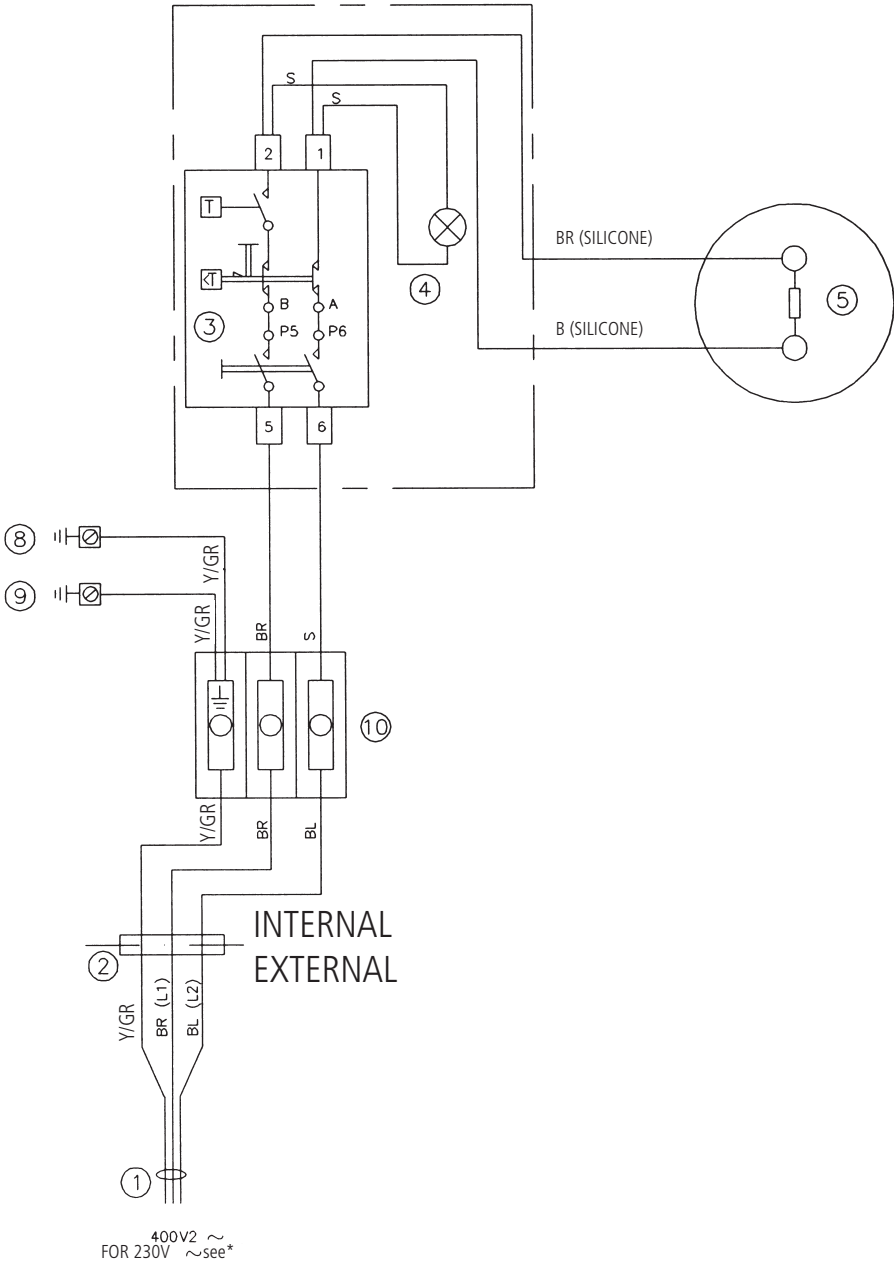 S
S
2
1
T
BR (SILICONE)
<T
4
5
B
A
3
P5
P6
B (SILICONE)
5
6
8
Y/GR
9
Y/GR
BR
S
10
Y/GR
BR
BL
INTERNAL
2
EXTERNAL
Y/GR
BR (L1)
BL (L2)
1
400V2 ~
FOR 230V ~see*